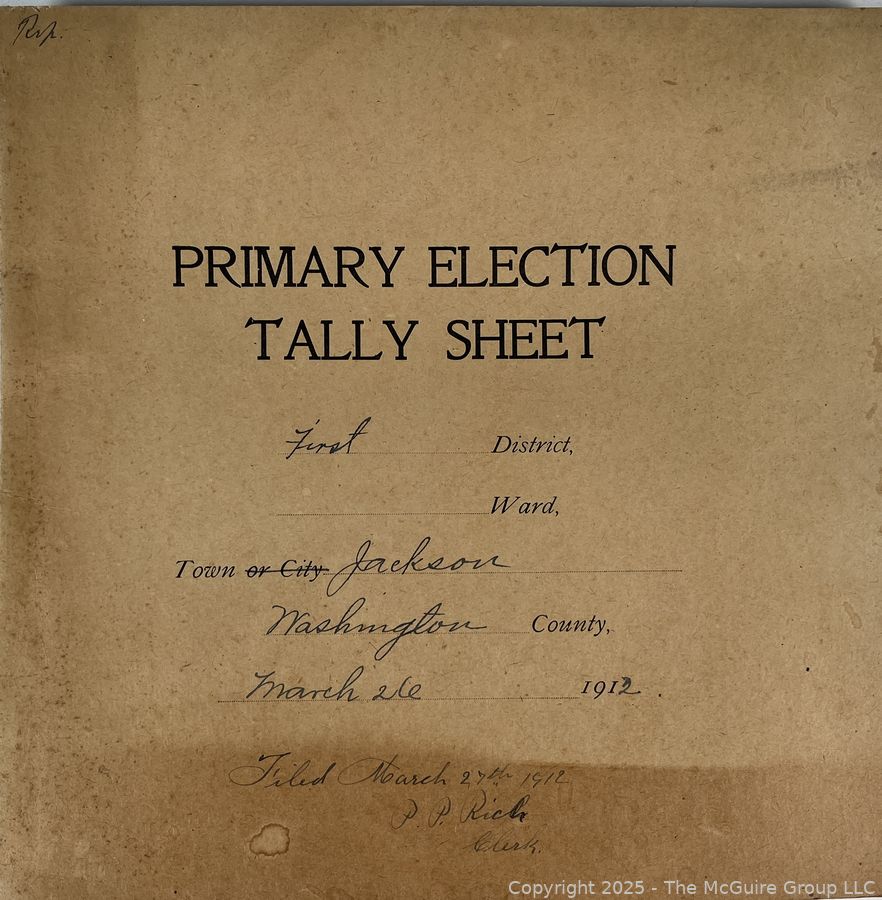 Rep.
PRIMARY ELECTION
TALLY SHEET
First District,
Ward,
Town or City Jackson
Washington County,
March 26 1912.
Filed March 27th 1912
P. P. Rich
Clerk.
Copyright 2025 - The McGuire Group LLC